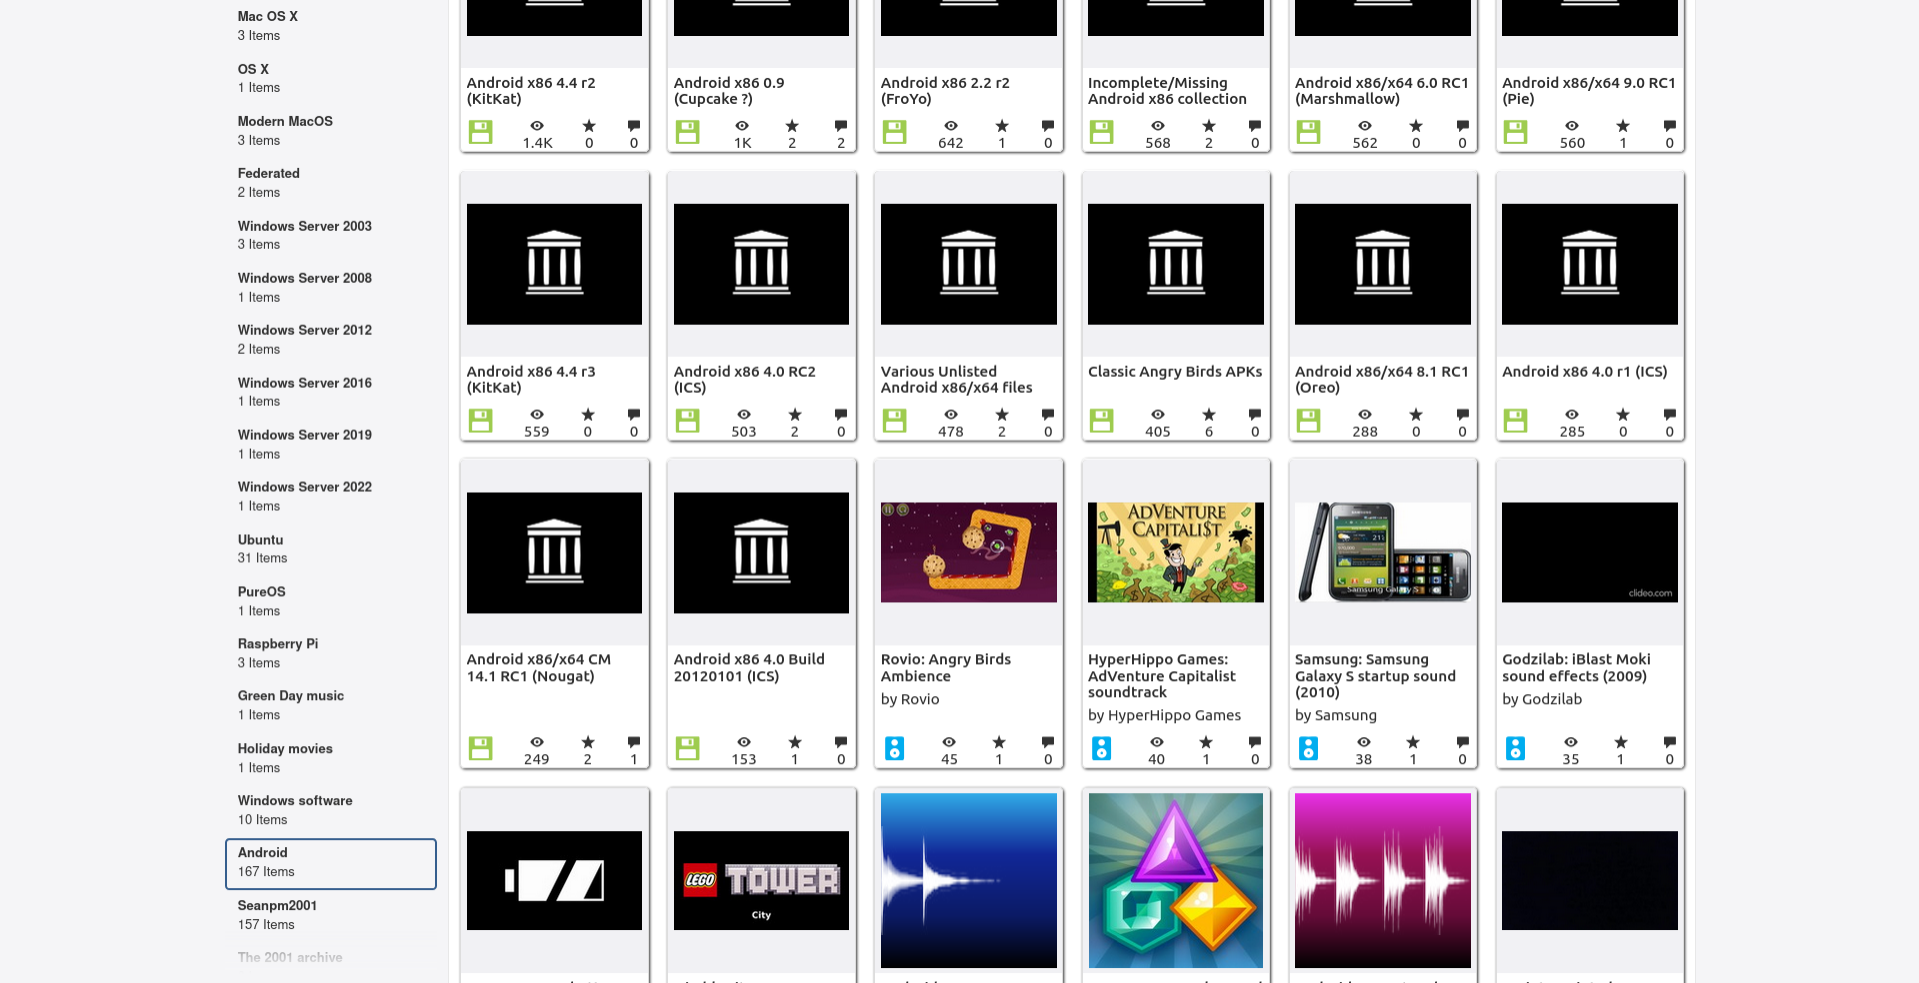 Mac OS X
3 Items
OS X
1 Items
Modern MacOS
3 Items
Federated
2 Items
Windows Server 2003
3 Items
Windows Server 2008
1 Items
Windows Server 2012
2 Items
Windows Server 2016
1 Items
Windows Server 2019
1 Items
Windows Server 2022
1 Items
Ubuntu
31 Items
PureOS
1 Items
Raspberry Pi
3 Items
Green Day music
1 Items
Holiday movies
1 Items
Windows software
10 Items
Android
167 Items
Seanpm2001
157 Items
The 2001 archive
Android x86 4.4 r2
(KitKat)
1.4K 0 0
Android x86 0.9
(Cupcake ?)
1K 2 2
Android x86 2.2 r2
(FroYo)
642 1 0
Incomplete/Missing
Android x86 collection
568 2 0
Android x86/x64 6.0 RC1
(Marshmallow)
562 0 0
Android x86/x64 9.0 RC1
(Pie)
560 1 0
Android x86 4.4 r3
(KitKat)
559 0 0
Android x86 4.0 RC2
(ICS)
503 2 0
Various Unlisted
Android x86/x64 files
478 2 0
Classic Angry Birds APKs
405 6 0
Android x86/x64 8.1 RC1
(Oreo)
288 0 0
Android x86 4.0 r1 (ICS)
285 0 0
Android x86/x64 CM
14.1 RC1 (Nougat)
249 2 1
Android x86 4.0 Build
20120101 (ICS)
153 1 0
Rovio: Angry Birds
Ambience
by Rovio
45 1 0
ADVENTURE
CAPITALI$T
HyperHippo Games:
AdVenture Capitalist
soundtrack
by HyperHippo Games
40 1 0
Samsung Galaxy S
Samsung: Samsung
Galaxy S startup sound
(2010)
by Samsung
38 1 0
clideo.com
Godzilab: iBlast Moki
sound effects (2009)
by Godzilab
35 1 0
LEGO TOWER
City